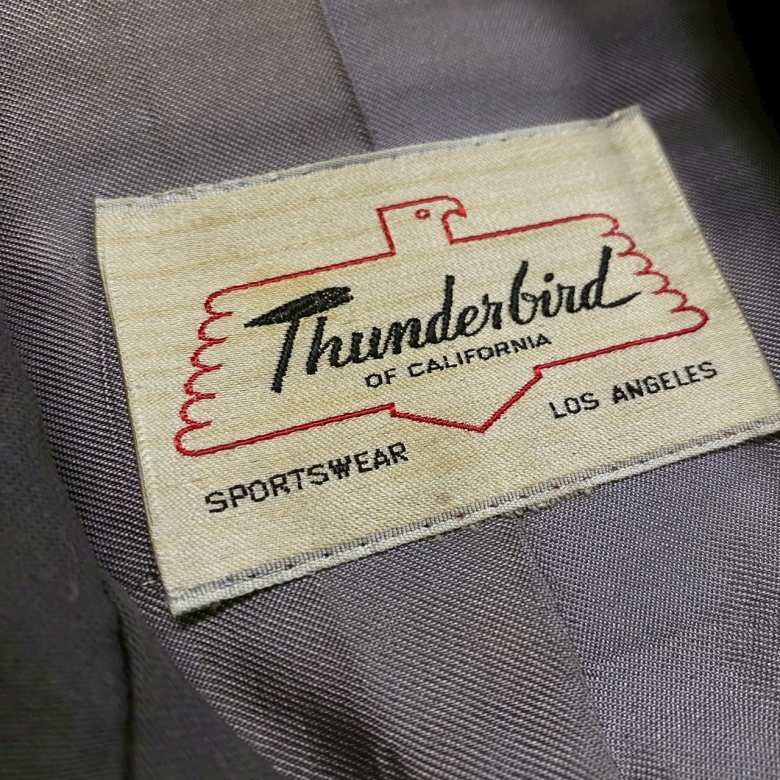 Thunderbird
OF CALIFORNIA
SPORTSWEAR LOS ANGELES